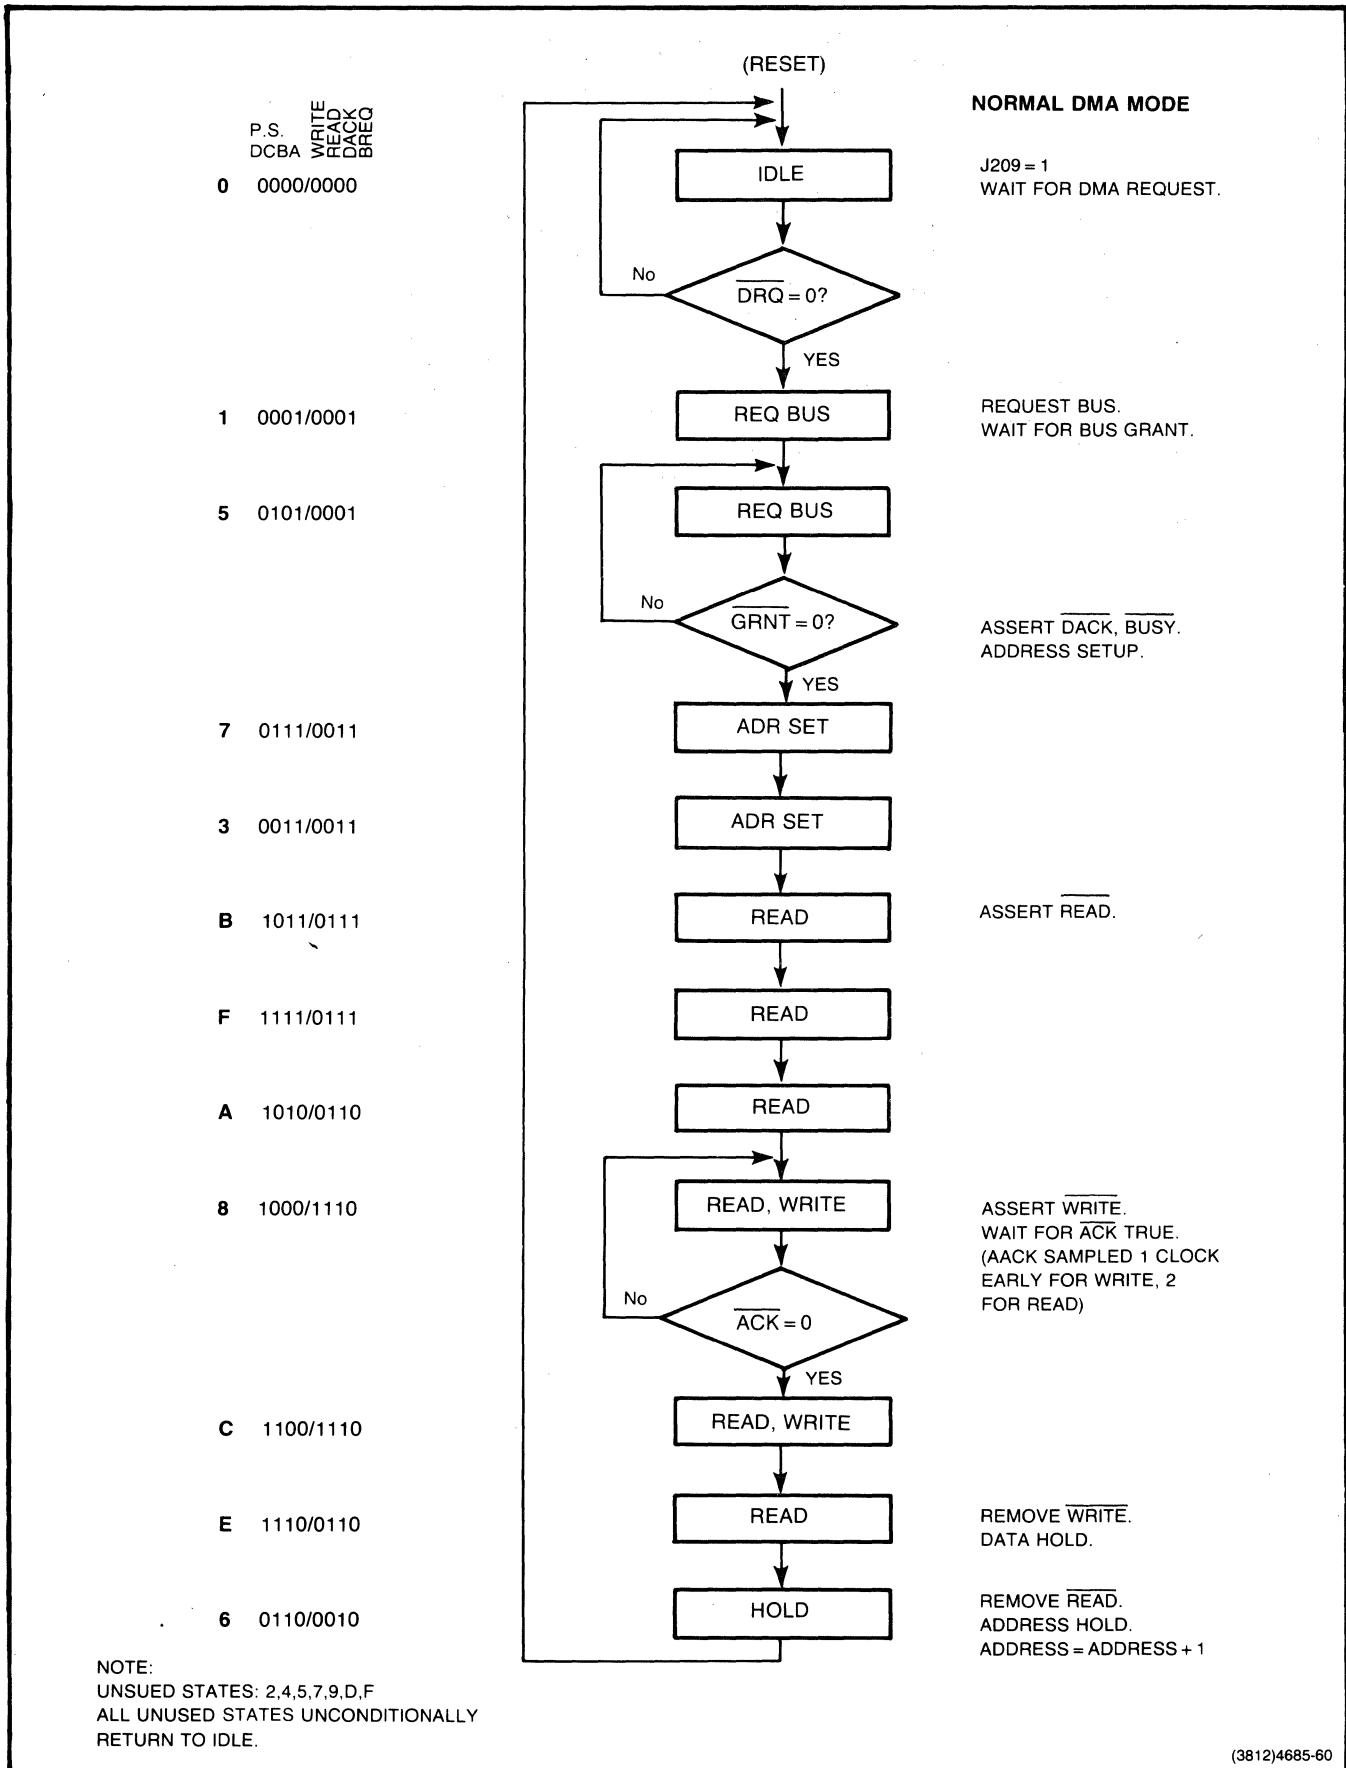 (RESET)
NORMAL DMA MODE
P.S.
DCBA
WRITE
READ
DACK
BREQ
0 0000/0000
IDLE
J209 = 1
WAIT FOR DMA REQUEST.
No
DRQ = 0?
YES
1 0001/0001
REQ BUS
REQUEST BUS.
WAIT FOR BUS GRANT.
5 0101/0001
REQ BUS
No
GRNT = 0?
ASSERT DACK, BUSY.
ADDRESS SETUP.
YES
7 0111/0011
ADR SET
3 0011/0011
ADR SET
B 1011/0111
READ
ASSERT READ.
F 1111/0111
READ
A 1010/0110
READ
8 1000/1110
READ, WRITE
ASSERT WRITE.
WAIT FOR ACK TRUE.
(AACK SAMPLED 1 CLOCK
EARLY FOR WRITE, 2
FOR READ)
No
ACK = 0
YES
C 1100/1110
READ, WRITE
E 1110/0110
READ
REMOVE WRITE.
DATA HOLD.
6 0110/0010
HOLD
REMOVE READ.
ADDRESS HOLD.
ADDRESS = ADDRESS + 1
NOTE:
UNSUED STATES: 2,4,5,7,9,D,F
ALL UNUSED STATES UNCONDITIONALLY
RETURN TO IDLE.
(3812)4685-60